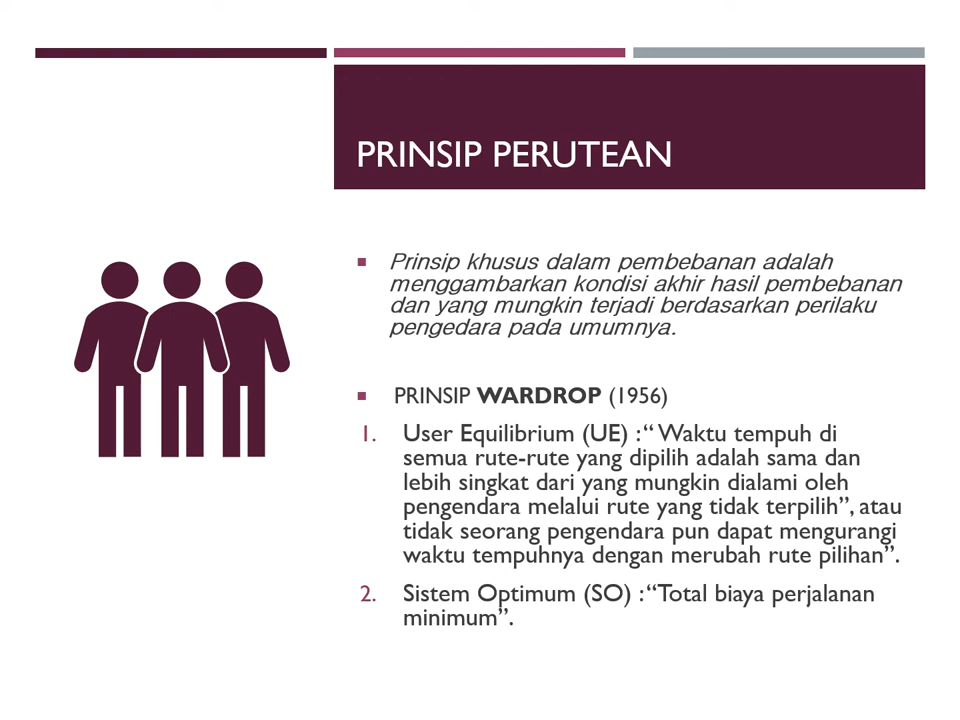 PRINSIP PERUTEAN
▪ Prinsip khusus dalam pembebanan adalah
menggambarkan kondisi akhir hasil pembebanan
dan yang mungkin terjadi berdasarkan perilaku
pengedara pada umumnya.
▪ PRINSIP WARDROP (1956)
1. User Equilibrium (UE) : “ Waktu tempuh di
semua rute-rute yang dipilih adalah sama dan
lebih singkat dari yang mungkin dialami oleh
pengendara melalui rute yang tidak terpilih”, atau
tidak seorang pengendara pun dapat mengurangi
waktu tempuhnya dengan merubah rute pilihan”.
2. Sistem Optimum (SO) : “Total biaya perjalanan
minimum”.